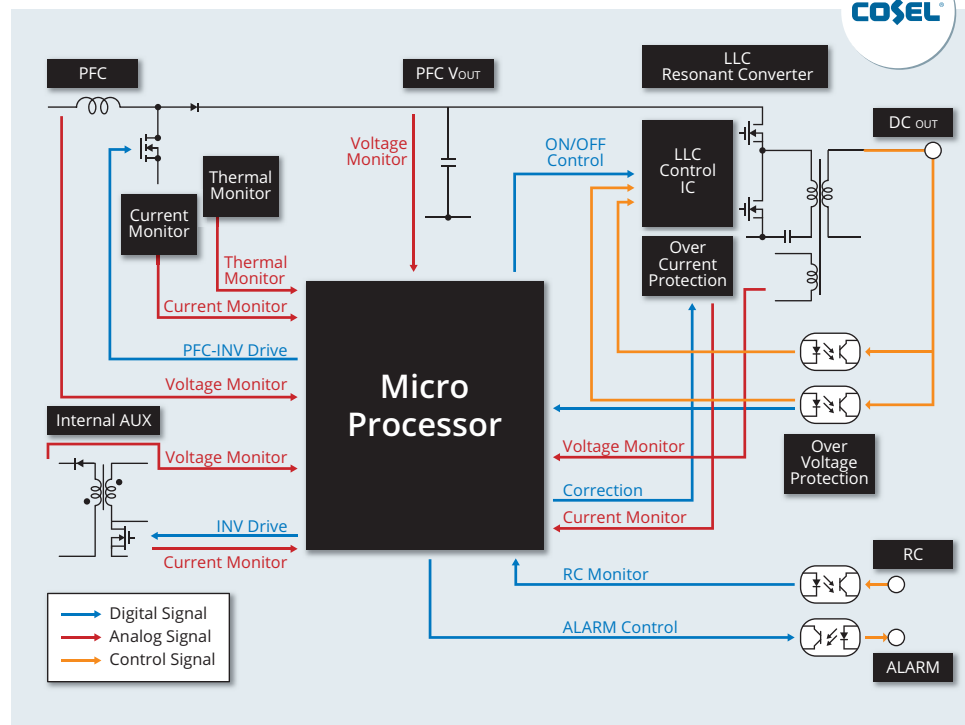 COSEL
PFC
PFC VOUT
LLC
Resonant Converter
DC OUT
Voltage
Monitor
ON/OFF
Control
LLC
Control
IC
Thermal
Monitor
Current
Monitor
Over
Current
Protection
Thermal
Monitor
Current Monitor
PFC-INV Drive
Voltage Monitor
Micro
Processor
Internal AUX
Voltage Monitor
Voltage Monitor
Over
Voltage
Protection
Correction
Current Monitor
INV Drive
Current Monitor
RC Monitor
RC
Digital Signal
Analog Signal
Control Signal
ALARM Control
ALARM